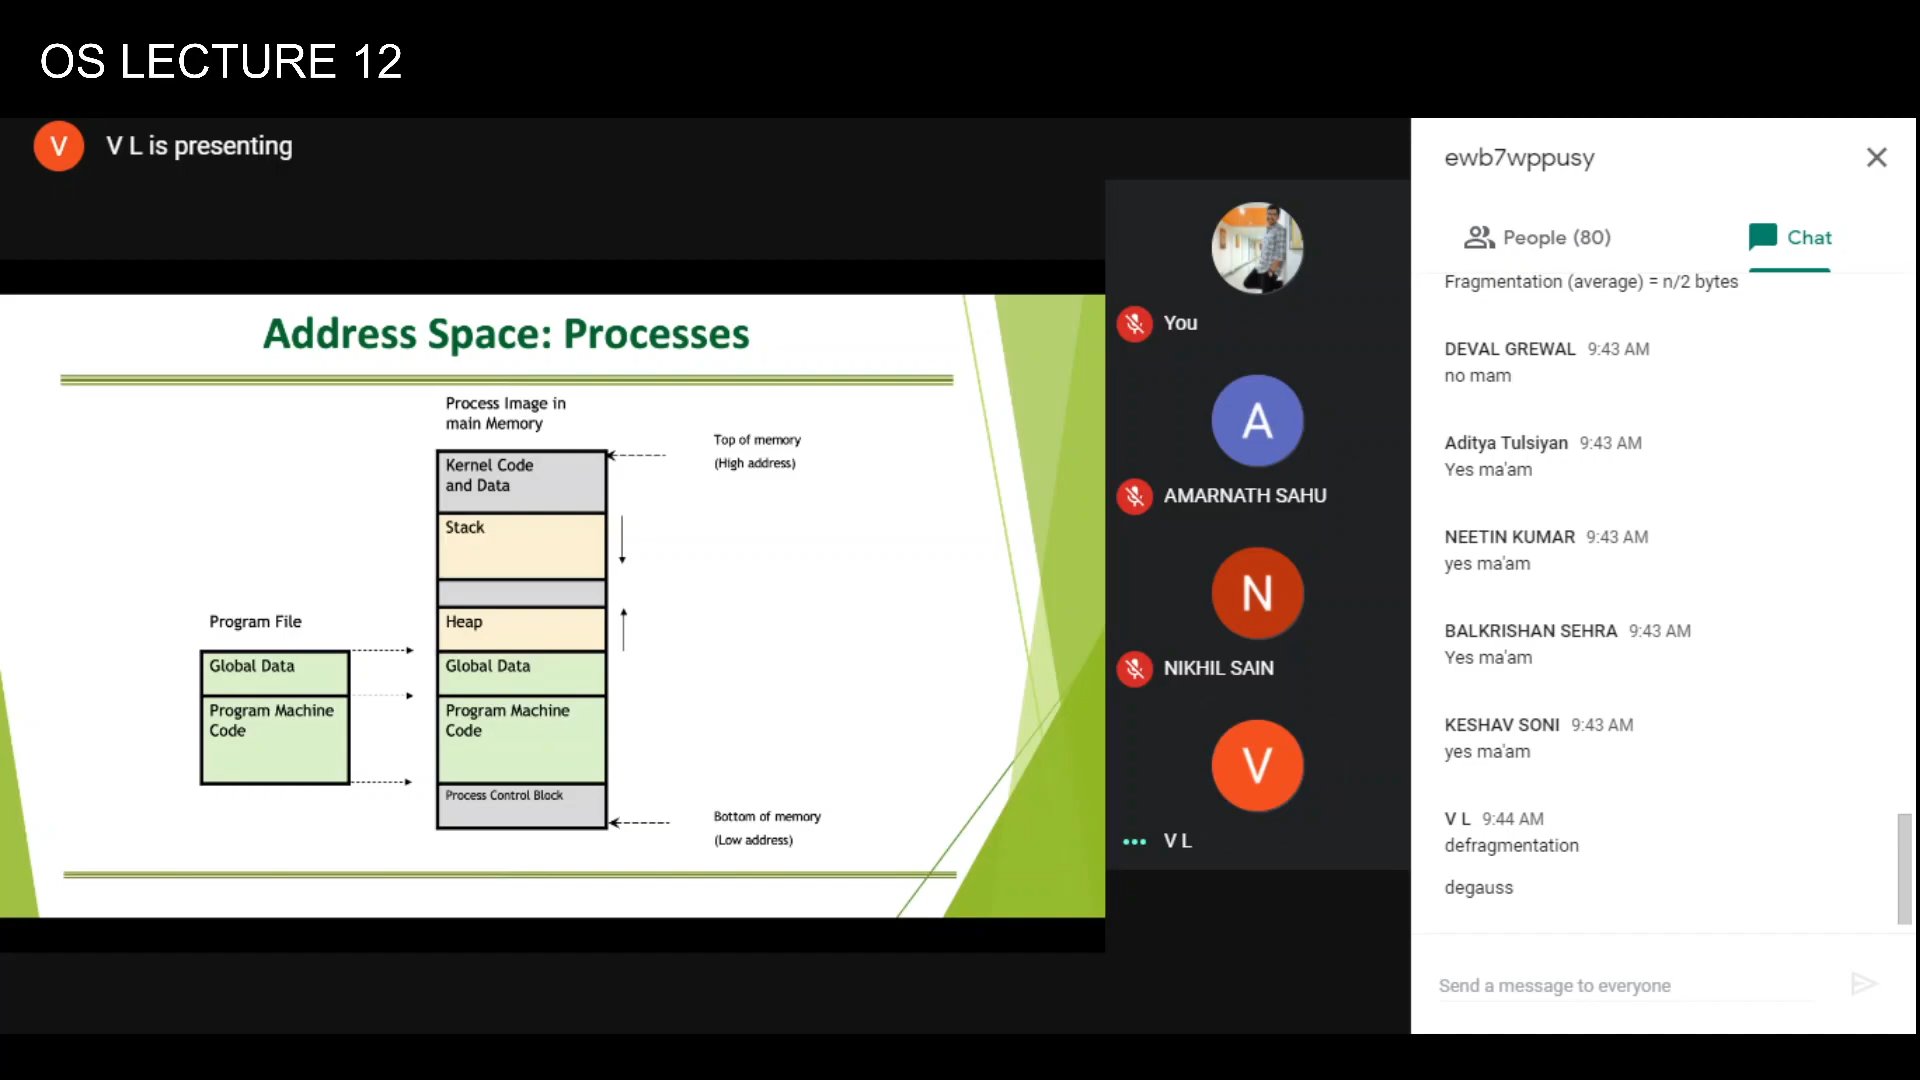 OS LECTURE 12
V
V L is presenting
Address Space: Processes
Process Image in
main Memory
Top of memory
(High address)
Kernel Code
and Data
Stack
Heap
Global Data
Program Machine
Code
Process Control Block
Program File
Global Data
Program Machine
Code
Bottom of memory
(Low address)
You
A
AMARNATH SAHU
N
NIKHIL SAIN
V
V L
ewb7wppusy
People (80)
Chat
Fragmentation (average) = n/2 bytes
DEVAL GREWAL 9:43 AM
no mam
Aditya Tulsiyan 9:43 AM
Yes ma'am
NEETIN KUMAR 9:43 AM
yes ma'am
BALKRISHAN SEHRA 9:43 AM
Yes ma'am
KESHAV SONI 9:43 AM
yes ma'am
V L 9:44 AM
defragmentation
degauss
Send a message to everyone